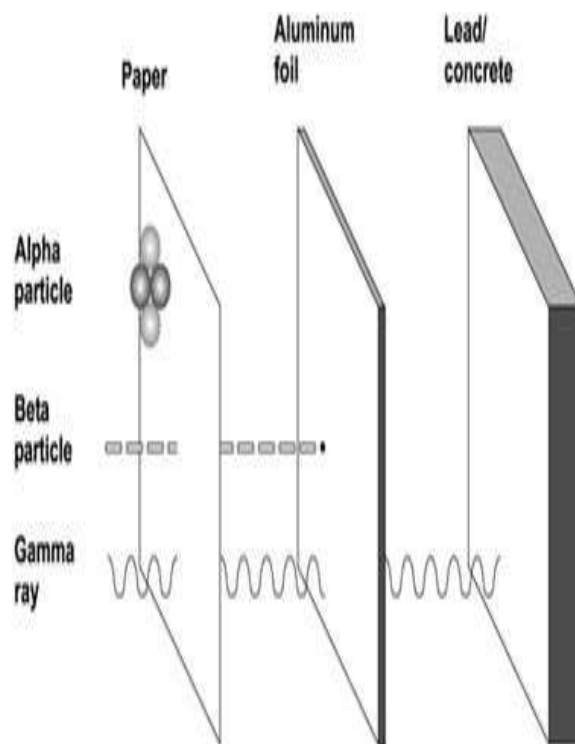 Paper
Aluminum
foil
Lead/
concrete
Alpha
particle
Beta
particle
Gamma
ray